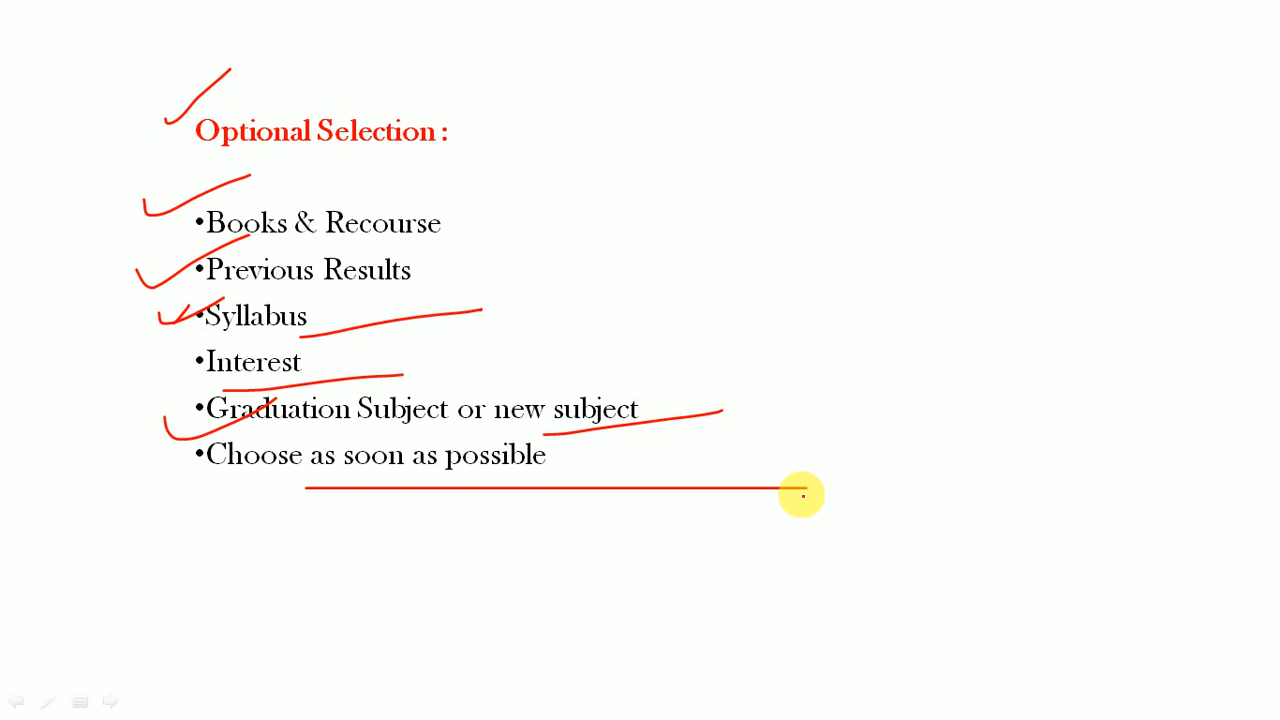 Optional Selection :
•Books & Recourse
•Previous Results
•Syllabus
•Interest
•Graduation Subject or new subject
•Choose as soon as possible